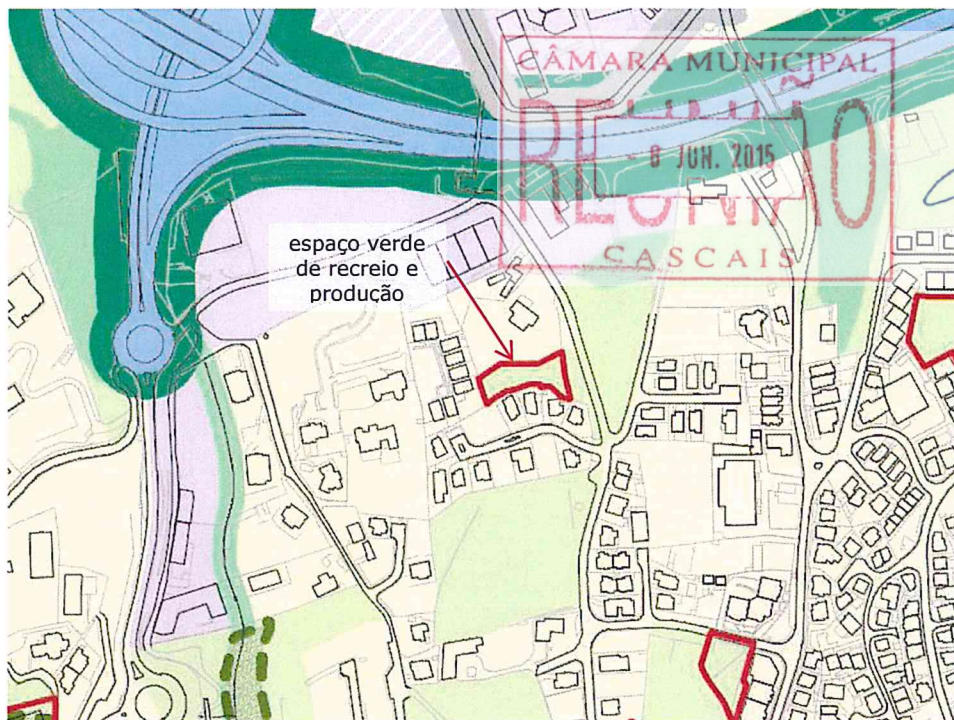 CÂMARA MUNICIPAL
REUNIÃO
- 8 JUN. 2015
CASCAIS
espaço verde
de recreio e
produção